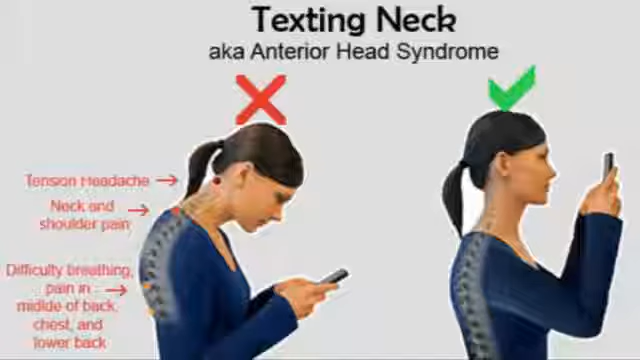 Texting Neck
aka Anterior Head Syndrome
Tension Headache
Neck and
shoulder pain
Difficulty breathing,
pain in
midlde of back,
chest, and
lower back